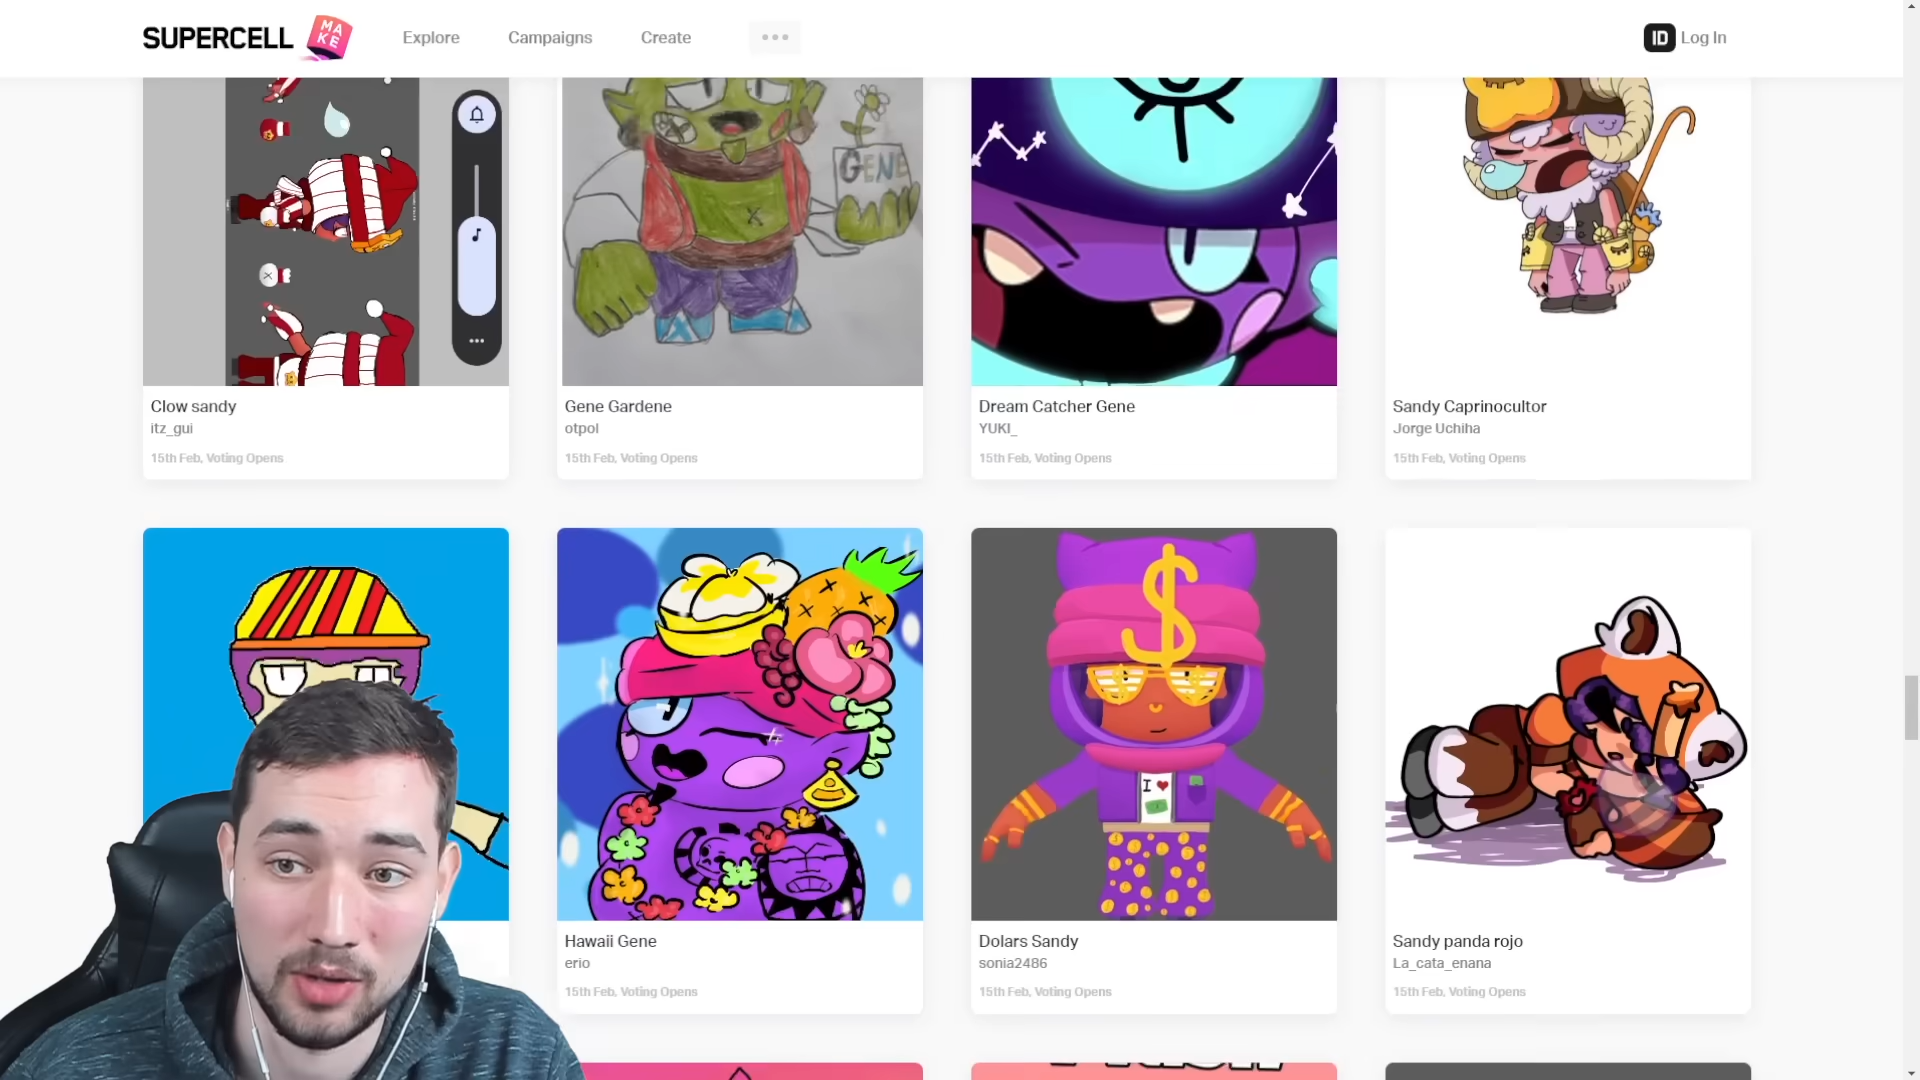 SUPERCELL
MAKE
Explore
Campaigns
Create
ID Log In
GENE
Clow sandy
itz_gui
15th Feb, Voting Opens
Gene Gardene
otpol
15th Feb, Voting Opens
Dream Catcher Gene
YUKI_
15th Feb, Voting Opens
Sandy Caprinocultor
Jorge Uchiha
15th Feb, Voting Opens
$
I ❤
Hawaii Gene
erio
15th Feb, Voting Opens
Dolars Sandy
sonia2486
15th Feb, Voting Opens
Sandy panda rojo
La_cata_enana
15th Feb, Voting Opens